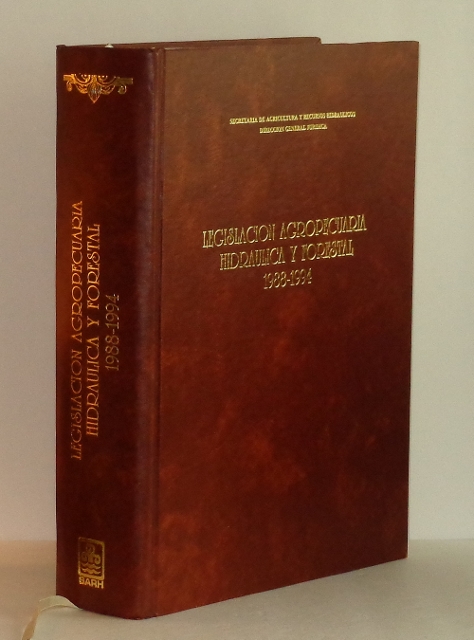 SECRETARIA DE AGRICULTURA Y RECURSOS HIDRAULICOS
DIRECCION GENERAL JURIDICA
LEGISLACION AGROPECUARIA
HIDRAULICA Y FORESTAL
1988-1994
LEGISLACION AGROPECUARIA
HIDRAULICA Y FORESTAL
1988-1994
SARH